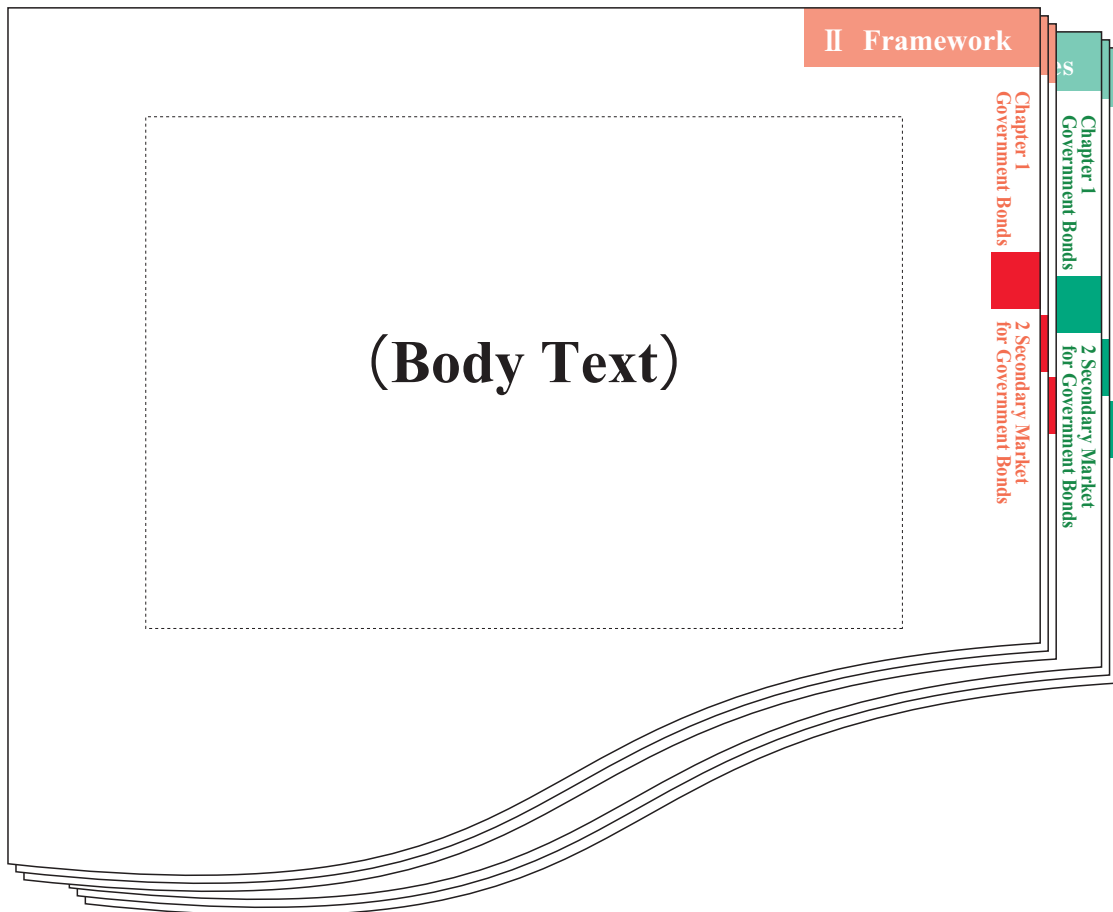 Ⅱ Framework
es
Chapter 1
Government Bonds
2 Secondary Market
for Government Bonds
Chapter 1
Government Bonds
2 Secondary Market
for Government Bonds
(Body Text)